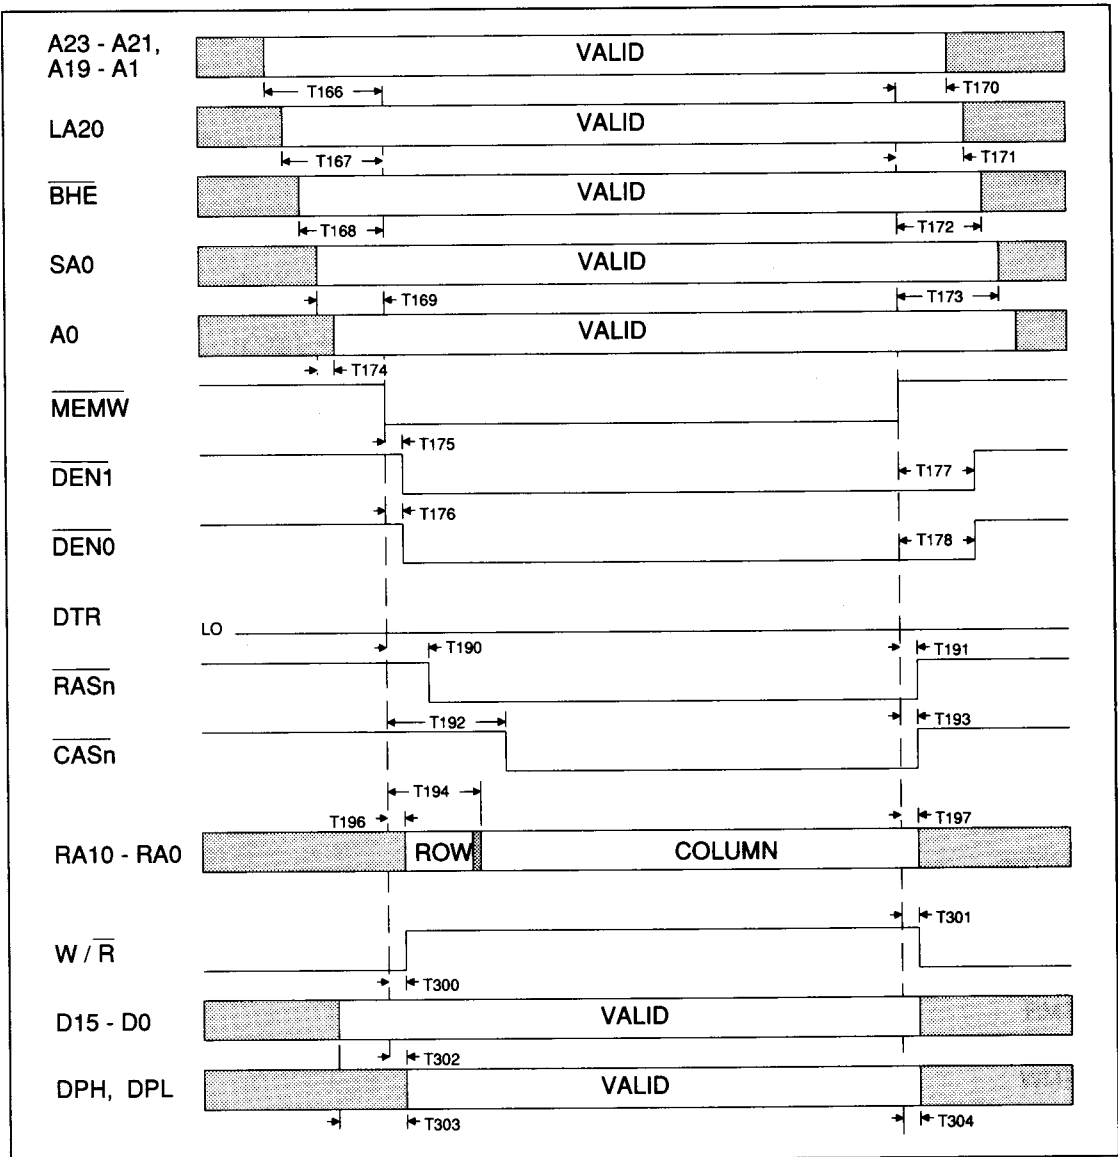 A23 - A21,
A19 - A1
VALID
T166
T170
LA20
VALID
T167
T171
BHE
VALID
T168
T172
SA0
VALID
T169
T173
A0
VALID
T174
MEMW
T175
DEN1
T177
T176
DEN0
T178
DTR
LO
T190
T191
RASn
T192
T193
CASn
T194
T196
T197
RA10 - RA0
ROW
COLUMN
T301
W / R
T300
D15 - D0
VALID
T302
DPH, DPL
VALID
T303
T304